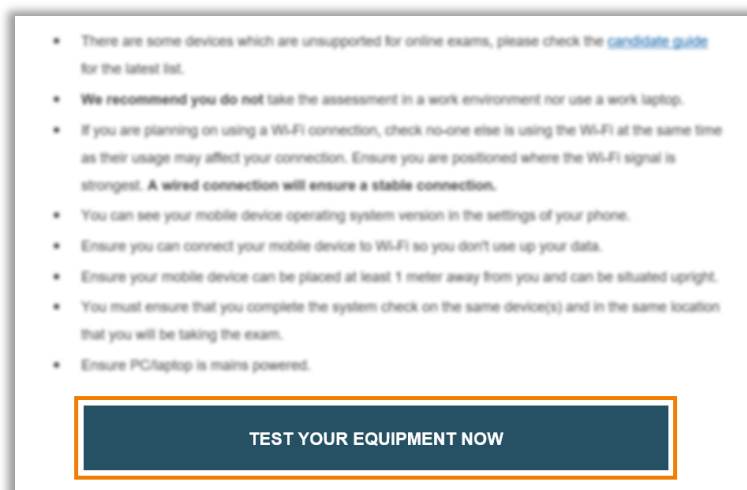 There are some devices which are unsupported for online exams, please check the candidate guide
for the latest list.
We recommend you do not take the assessment in a work environment nor use a work laptop.
If you are planning on using a Wi-Fi connection, check no-one else is using the Wi-Fi at the same time
as their usage may affect your connection. Ensure you are positioned where the Wi-Fi signal is
strongest. A wired connection will ensure a stable connection.
You can see your mobile device operating system version in the settings of your phone.
Ensure you can connect your mobile device to Wi-Fi so you don't use up your data.
Ensure your mobile device can be placed at least 1 meter away from you and can be situated upright.
You must ensure that you complete the system check on the same device(s) and in the same location
that you will be taking the exam.
Ensure PC/laptop is mains powered.
TEST YOUR EQUIPMENT NOW